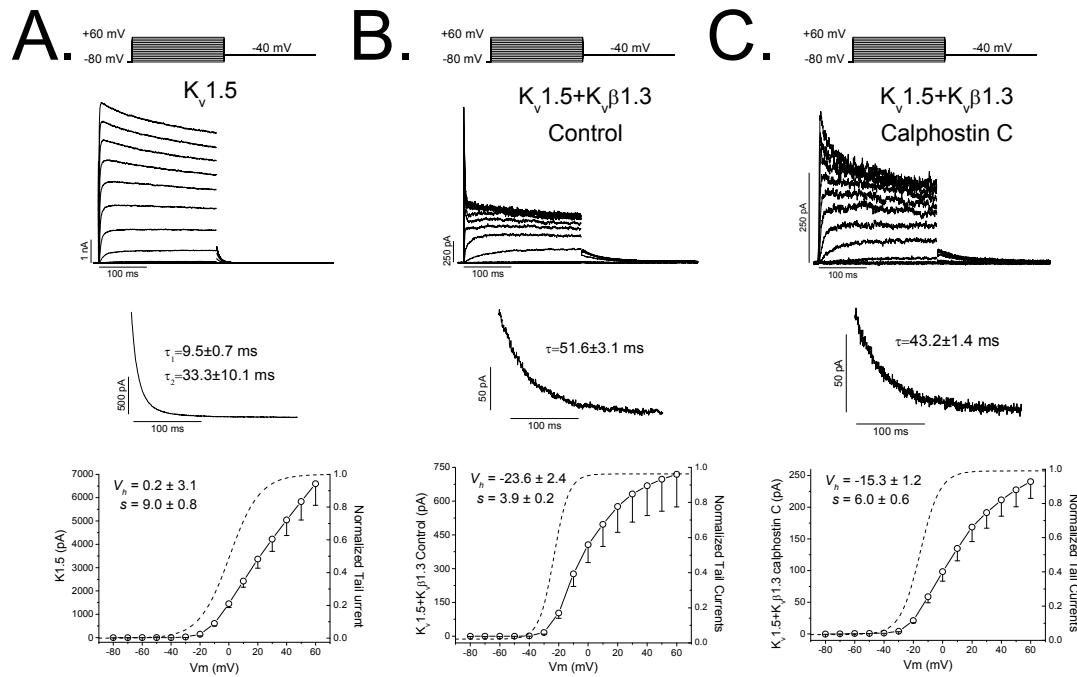 A.
+60 mV
-80 mV
-40 mV
Kv1.5
1 nA
100 ms
τ1=9.5±0.7 ms
τ2=33.3±10.1 ms
500 pA
100 ms
Vh = 0.2 ± 3.1
s = 9.0 ± 0.8
7000
6000
5000
4000
3000
2000
1000
0
K1.5 (pA)
1.0
0.8
0.6
0.4
0.2
0.0
Normalized Tail urrent
-80 -60 -40 -20 0 20 40 60
Vm (mV)
B.
+60 mV
-80 mV
-40 mV
Kv1.5+Kvβ1.3
Control
250 pA
100 ms
τ=51.6±3.1 ms
50 pA
100 ms
Vh = -23.6 ± 2.4
s = 3.9 ± 0.2
750
600
450
300
150
0
Kv1.5+Kvβ1.3 Control (pA)
1.0
0.8
0.6
0.4
0.2
0.0
Normalized Tail Currents
-80 -60 -40 -20 0 20 40 60
Vm (mV)
C.
+60 mV
-80 mV
-40 mV
Kv1.5+Kvβ1.3
Calphostin C
250 pA
100 ms
τ=43.2±1.4 ms
50 pA
100 ms
Vh = -15.3 ± 1.2
s = 6.0 ± 0.6
250
200
150
100
50
0
Kv1.5+Kvβ1.3 calphostin C (pA)
1.0
0.8
0.6
0.4
0.2
0.0
Normalized Tail Currents
-80 -60 -40 -20 0 20 40 60
Vm (mV)